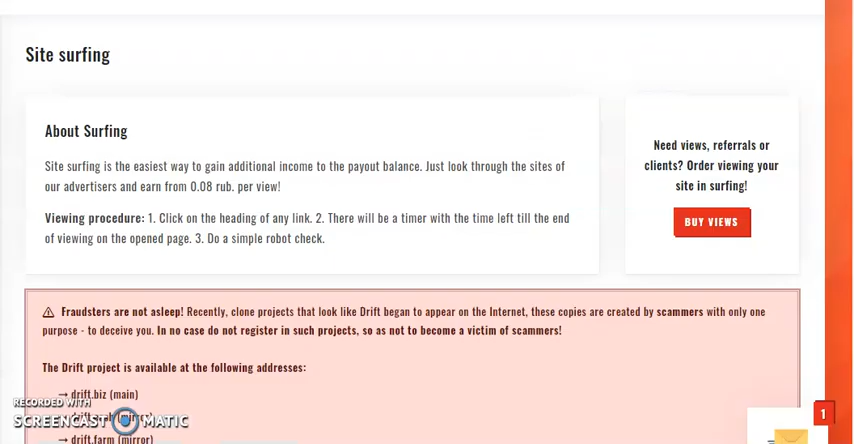 Site surfing
About Surfing
Site surfing is the easiest way to gain additional income to the payout balance. Just look through the sites of
our advertisers and earn from 0.08 rub. per view!
Viewing procedure: 1. Click on the heading of any link. 2. There will be a timer with the time left till the end
of viewing on the opened page. 3. Do a simple robot check.
Need views, referrals or
clients? Order viewing your
site in surfing!
BUY VIEWS
⚠ Fraudsters are not asleep! Recently, clone projects that look like Drift began to appear on the Internet, these copies are created by scammers with only one
purpose - to deceive you. In no case do not register in such projects, so as not to become a victim of scammers!
The Drift project is available at the following addresses:
→ drift.biz (main)
→ drift.farm (mirror)
RECORDED WITH
SCREENCAST MATIC
1